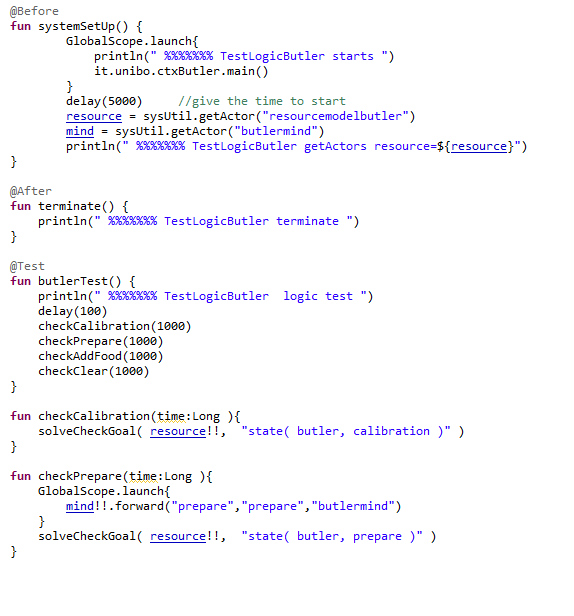 @Before
fun systemSetUp() {
        GlobalScope.launch{
            println(" %%%%%%% TestLogicButler starts ")
            it.unibo.ctxButler.main()
        }
        delay(5000)     //give the time to start
        resource = sysUtil.getActor("resourcemodelbutler")
        mind = sysUtil.getActor("butlermind")
        println(" %%%%%%% TestLogicButler getActors resource=${resource}")
}

@After
fun terminate() {
    println(" %%%%%%% TestLogicButler terminate ")
}

@Test
fun butlerTest() {
    println(" %%%%%%% TestLogicButler  logic test ")
    delay(100)
    checkCalibration(1000)
    checkPrepare(1000)
    checkAddFood(1000)
    checkClear(1000)
}

fun checkCalibration(time:Long ){
    solveCheckGoal( resource!!,  "state( butler, calibration )" )
}

fun checkPrepare(time:Long ){
    GlobalScope.launch{
        mind!!.forward("prepare","prepare","butlermind")
    }
    solveCheckGoal( resource!!,  "state( butler, prepare )" )
}